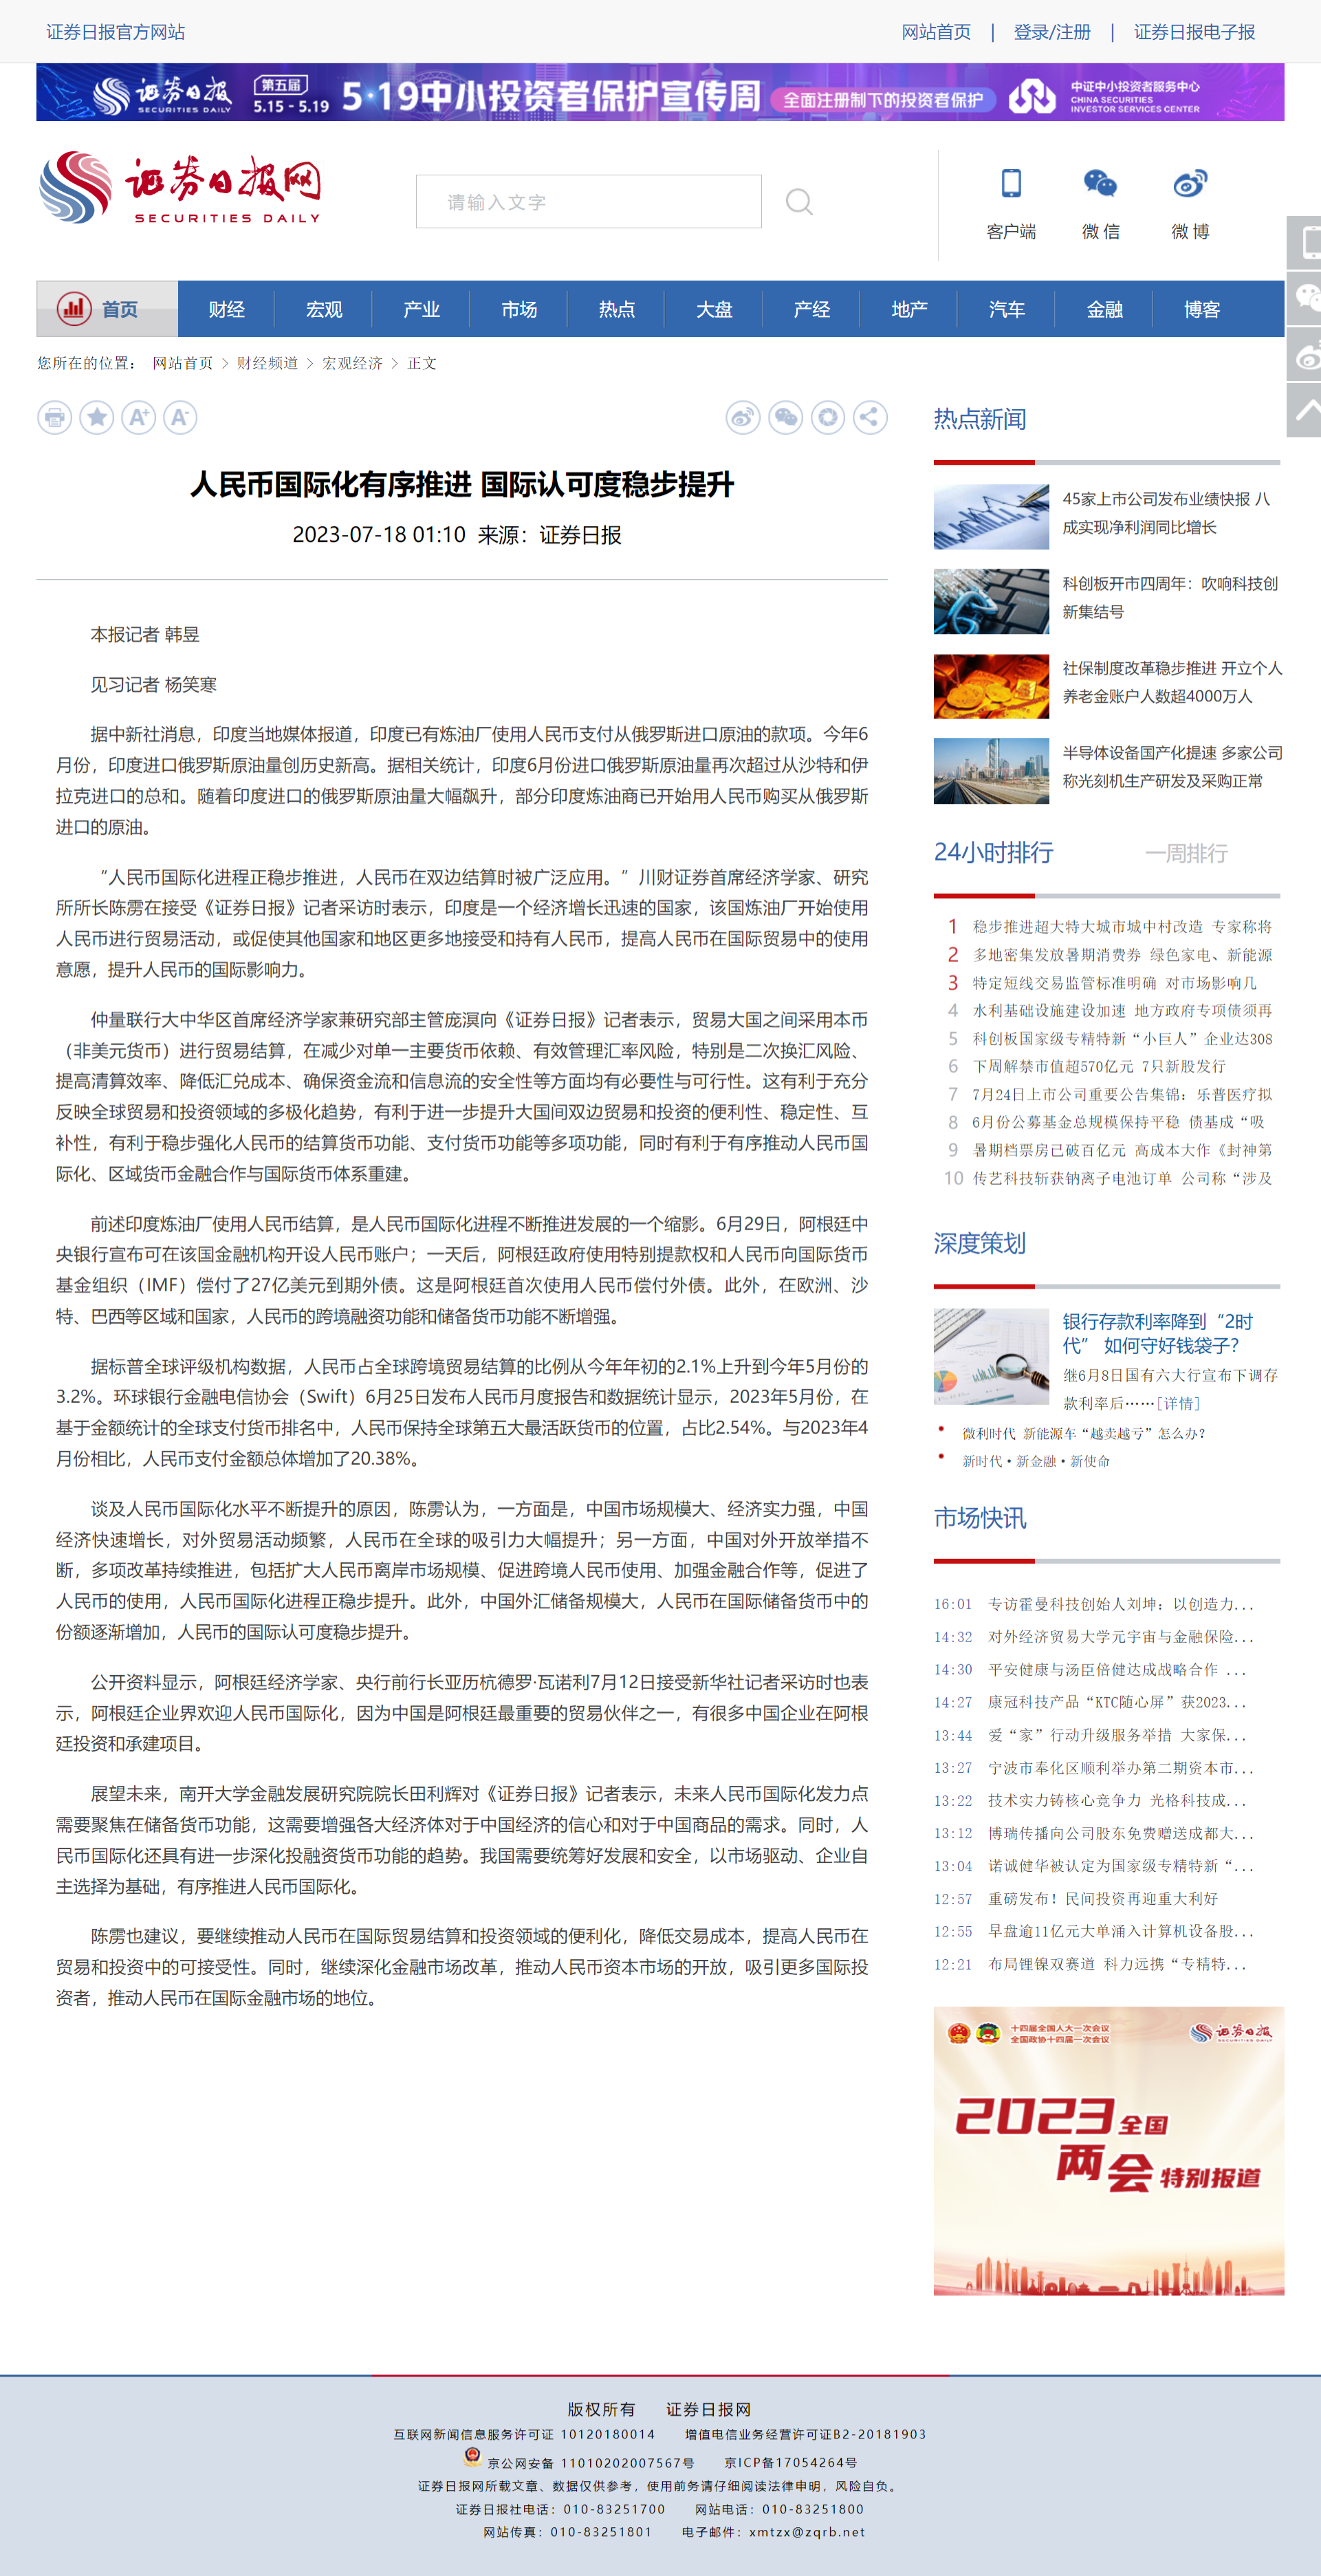 证券日报官方网站
网站首页 | 登录/注册 | 证券日报电子报
证券日报 SECURITIES DAILY 第五届 5.15 - 5.19 5·19中小投资者保护宣传周 全面注册制下的投资者保护 中证中小投资者服务中心 CHINA SECURITIES INVESTOR SERVICES CENTER
证券日报网
SECURITIES DAILY
请输入文字
客户端 微 信 微 博
首页 财经 宏观 产业 市场 热点 大盘 产经 地产 汽车 金融 博客
您所在的位置： 网站首页 > 财经频道 > 宏观经济 > 正文
A+ A-
人民币国际化有序推进 国际认可度稳步提升
2023-07-18 01:10 来源：证券日报
本报记者 韩昱
见习记者 杨笑寒
据中新社消息，印度当地媒体报道，印度已有炼油厂使用人民币支付从俄罗斯进口原油的款项。今年6
月份，印度进口俄罗斯原油量创历史新高。据相关统计，印度6月份进口俄罗斯原油量再次超过从沙特和伊
拉克进口的总和。随着印度进口的俄罗斯原油量大幅飙升，部分印度炼油商已开始用人民币购买从俄罗斯
进口的原油。
“人民币国际化进程正稳步推进，人民币在双边结算时被广泛应用。”川财证券首席经济学家、研究
所所长陈雳在接受《证券日报》记者采访时表示，印度是一个经济增长迅速的国家，该国炼油厂开始使用
人民币进行贸易活动，或促使其他国家和地区更多地接受和持有人民币，提高人民币在国际贸易中的使用
意愿，提升人民币的国际影响力。
仲量联行大中华区首席经济学家兼研究部主管庞溟向《证券日报》记者表示，贸易大国之间采用本币
（非美元货币）进行贸易结算，在减少对单一主要货币依赖、有效管理汇率风险，特别是二次换汇风险、
提高清算效率、降低汇兑成本、确保资金流和信息流的安全性等方面均有必要性与可行性。这有利于充分
反映全球贸易和投资领域的多极化趋势，有利于进一步提升大国间双边贸易和投资的便利性、稳定性、互
补性，有利于稳步强化人民币的结算货币功能、支付货币功能等多项功能，同时有利于有序推动人民币国
际化、区域货币金融合作与国际货币体系重建。
前述印度炼油厂使用人民币结算，是人民币国际化进程不断推进发展的一个缩影。6月29日，阿根廷中
央银行宣布可在该国金融机构开设人民币账户；一天后，阿根廷政府使用特别提款权和人民币向国际货币
基金组织（IMF）偿付了27亿美元到期外债。这是阿根廷首次使用人民币偿付外债。此外，在欧洲、沙
特、巴西等区域和国家，人民币的跨境融资功能和储备货币功能不断增强。
据标普全球评级机构数据，人民币占全球跨境贸易结算的比例从今年年初的2.1%上升到今年5月份的
3.2%。环球银行金融电信协会（Swift）6月25日发布人民币月度报告和数据统计显示，2023年5月份，在
基于金额统计的全球支付货币排名中，人民币保持全球第五大最活跃货币的位置，占比2.54%。与2023年4
月份相比，人民币支付金额总体增加了20.38%。
谈及人民币国际化水平不断提升的原因，陈雳认为，一方面是，中国市场规模大、经济实力强，中国
经济快速增长，对外贸易活动频繁，人民币在全球的吸引力大幅提升；另一方面，中国对外开放举措不
断，多项改革持续推进，包括扩大人民币离岸市场规模、促进跨境人民币使用、加强金融合作等，促进了
人民币的使用，人民币国际化进程正稳步提升。此外，中国外汇储备规模大，人民币在国际储备货币中的
份额逐渐增加，人民币的国际认可度稳步提升。
公开资料显示，阿根廷经济学家、央行前行长亚历杭德罗·瓦诺利7月12日接受新华社记者采访时也表
示，阿根廷企业界欢迎人民币国际化，因为中国是阿根廷最重要的贸易伙伴之一，有很多中国企业在阿根
廷投资和承建项目。
展望未来，南开大学金融发展研究院院长田利辉对《证券日报》记者表示，未来人民币国际化发力点
需要聚焦在储备货币功能，这需要增强各大经济体对于中国经济的信心和对于中国商品的需求。同时，人
民币国际化还具有进一步深化投融资货币功能的趋势。我国需要统筹好发展和安全，以市场驱动、企业自
主选择为基础，有序推进人民币国际化。
陈雳也建议，要继续推动人民币在国际贸易结算和投资领域的便利化，降低交易成本，提高人民币在
贸易和投资中的可接受性。同时，继续深化金融市场改革，推动人民币资本市场的开放，吸引更多国际投
资者，推动人民币在国际金融市场的地位。
热点新闻
45家上市公司发布业绩快报 八
成实现净利润同比增长
科创板开市四周年：吹响科技创
新集结号
社保制度改革稳步推进 开立个人
养老金账户人数超4000万人
半导体设备国产化提速 多家公司
称光刻机生产研发及采购正常
24小时排行 一周排行
1 稳步推进超大特大城市城中村改造 专家称将
2 多地密集发放暑期消费券 绿色家电、新能源
3 特定短线交易监管标准明确 对市场影响几
4 水利基础设施建设加速 地方政府专项债须再
5 科创板国家级专精特新“小巨人”企业达308
6 下周解禁市值超570亿元 7只新股发行
7 7月24日上市公司重要公告集锦：乐普医疗拟
8 6月份公募基金总规模保持平稳 债基成“吸
9 暑期档票房已破百亿元 高成本大作《封神第
10 传艺科技斩获钠离子电池订单 公司称“涉及
深度策划
银行存款利率降到“2时
代” 如何守好钱袋子？
继6月8日国有六大行宣布下调存
款利率后……[详情]
微利时代 新能源车“越卖越亏”怎么办？
新时代·新金融·新使命
市场快讯
16:01 专访霍曼科技创始人刘坤：以创造力...
14:32 对外经济贸易大学元宇宙与金融保险...
14:30 平安健康与汤臣倍健达成战略合作 ...
14:27 康冠科技产品“KTC随心屏”获2023...
13:44 爱“家”行动升级服务举措 大家保...
13:27 宁波市奉化区顺利举办第二期资本市...
13:22 技术实力铸核心竞争力 光格科技成...
13:12 博瑞传播向公司股东免费赠送成都大...
13:04 诺诚健华被认定为国家级专精特新“...
12:57 重磅发布！民间投资再迎重大利好
12:55 早盘逾11亿元大单涌入计算机设备股...
12:21 布局锂镍双赛道 科力远携“专精特...
十四届全国人大一次会议
全国政协十四届一次会议
证券日报
SECURITIES DAILY
2023全国
两会特别报道
版权所有 证券日报网
互联网新闻信息服务许可证 10120180014 增值电信业务经营许可证B2-20181903
京公网安备 11010202007567号 京ICP备17054264号
证券日报网所载文章、数据仅供参考，使用前务请仔细阅读法律申明，风险自负。
证券日报社电话：010-83251700 网站电话：010-83251800
网站传真：010-83251801 电子邮件：xmtzx@zqrb.net